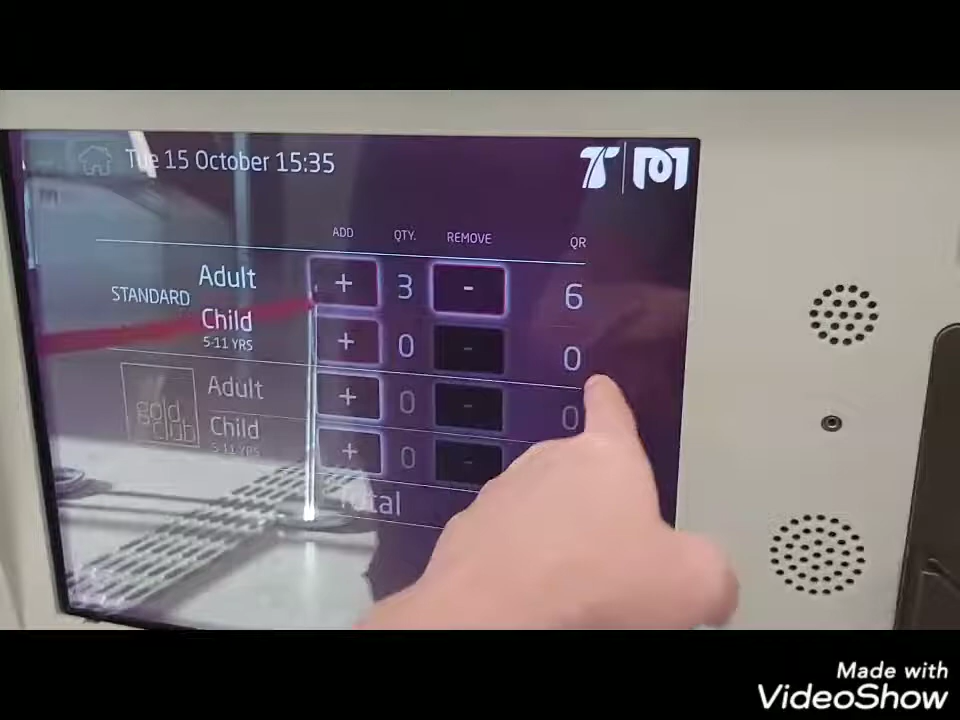 Tue 15 October 15:35
ADD QTY. REMOVE QR
Adult + 3 - 6
STANDARD
Child + 0 - 0
5-11 YRS
Adult + 0 - 0
gold club
Child + 0 -
5-11 YRS
Total
Made with
VideoShow